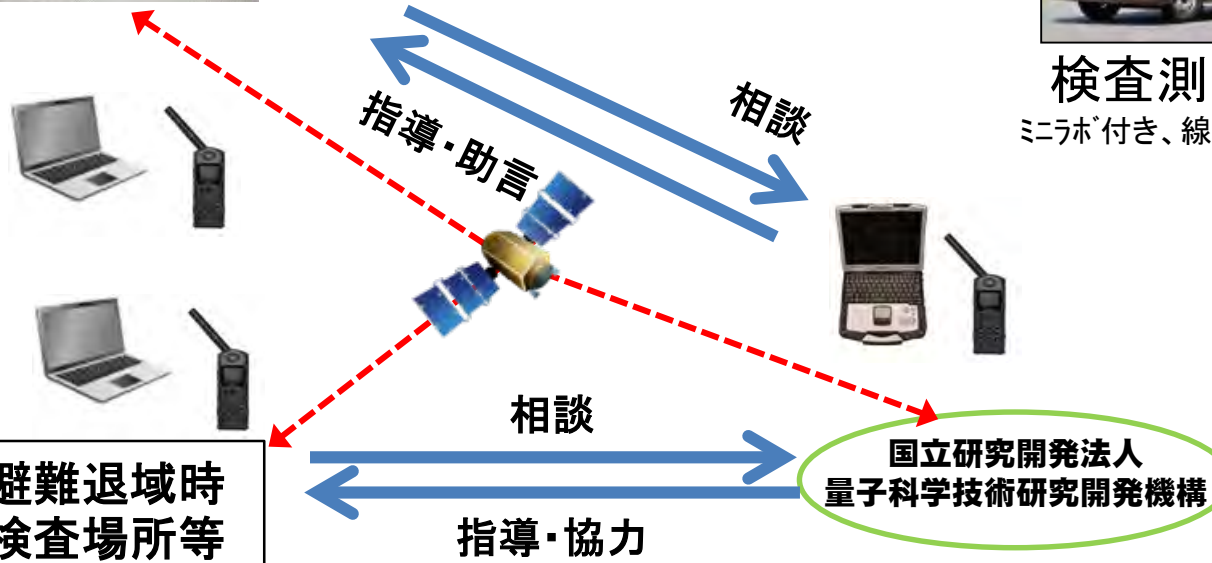 検査測
ミニラボ付き、線
相談
指導・助言
相談
国立研究開発法人
量子科学技術研究開発機構
避難退域時
検査場所等
指導・協力